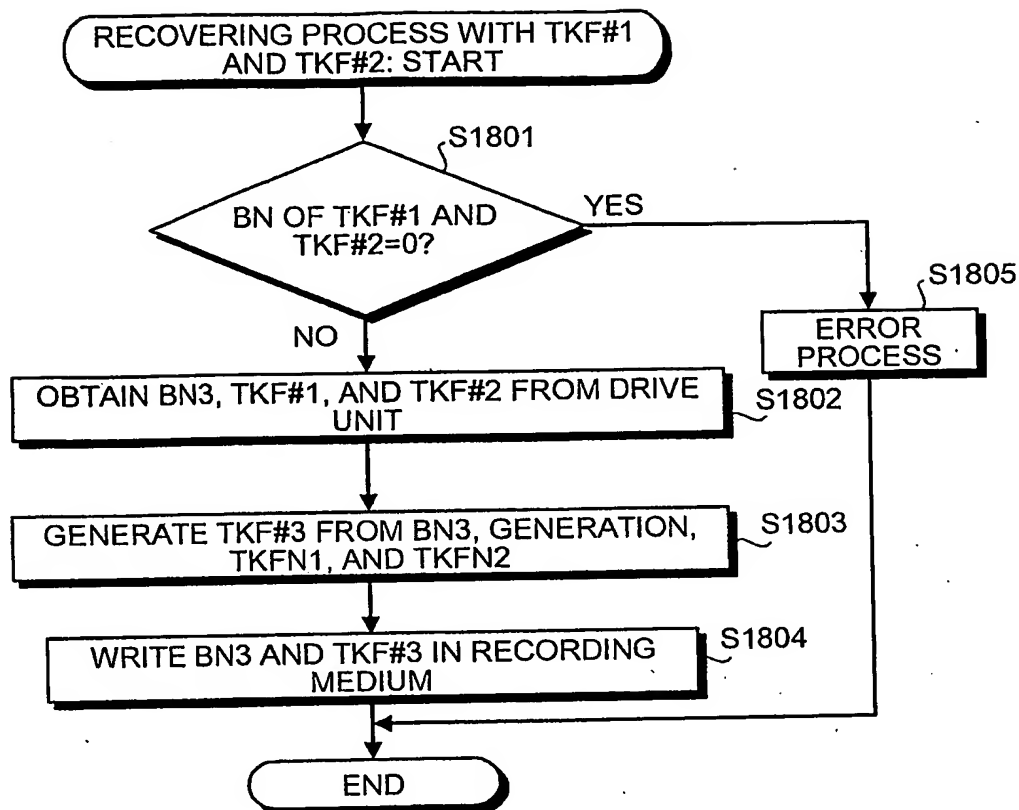 RECOVERING PROCESS WITH TKF#1
AND TKF#2: START
S1801
BN OF TKF#1 AND
TKF#2=0?
YES
NO
S1805
ERROR
PROCESS
OBTAIN BN3, TKF#1, AND TKF#2 FROM DRIVE
UNIT
S1802
GENERATE TKF#3 FROM BN3, GENERATION,
TKFN1, AND TKFN2
S1803
WRITE BN3 AND TKF#3 IN RECORDING
MEDIUM
S1804
END